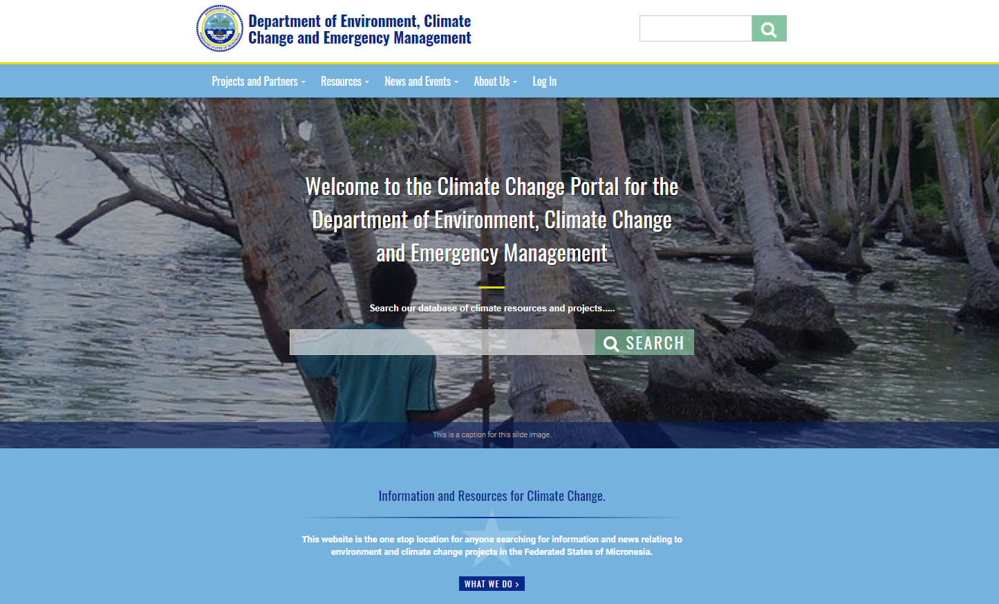 Department of Environment, Climate
Change and Emergency Management
Projects and Partners
Resources
News and Events
About Us
Log In
Welcome to the Climate Change Portal for the
Department of Environment, Climate Change
and Emergency Management
Search our database of climate resources and projects.....
SEARCH
This is a caption for this slide image.
Information and Resources for Climate Change.
This website is the one stop location for anyone searching for information and news relating to
environment and climate change projects in the Federated States of Micronesia.
WHAT WE DO >